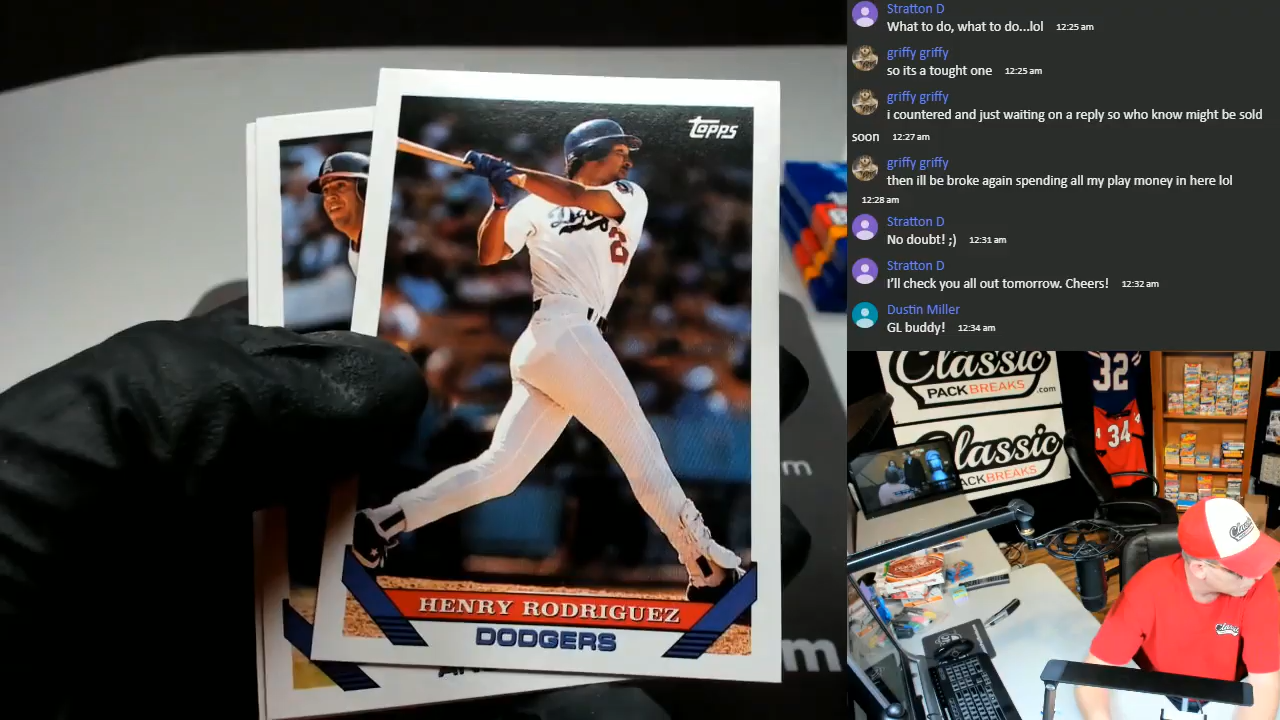 Topps
Dodgers
2
HENRY RODRIGUEZ
DODGERS
m
m
Stratton D
What to do, what to do...lol 12:25 am
griffy griffy
so its a tought one 12:25 am
griffy griffy
i countered and just waiting on a reply so who know might be sold
soon 12:27 am
griffy griffy
then ill be broke again spending all my play money in here lol
12:28 am
Stratton D
No doubt! ;) 12:31 am
Stratton D
I'll check you all out tomorrow. Cheers! 12:32 am
Dustin Miller
GL buddy! 12:34 am
Classic
PACKBREAKS.com
Classic
ACKBREAKS
32
34